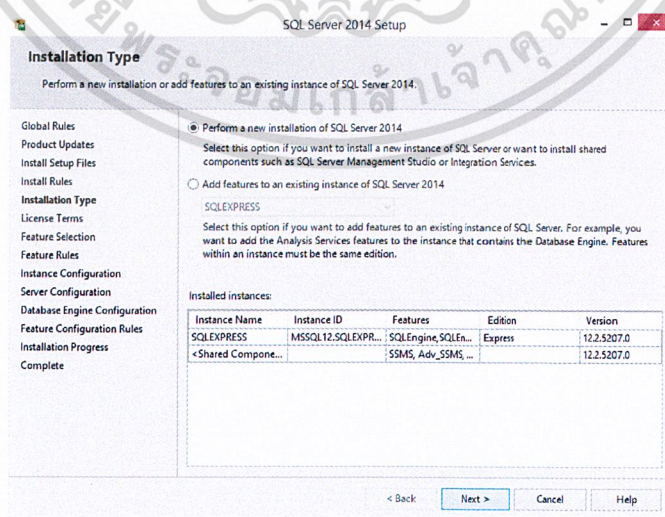 SQL Server 2014 Setup
Installation Type
Perform a new installation or add features to an existing instance of SQL Server 2014.
Global Rules
Product Updates
Install Setup Files
Install Rules
Installation Type
License Terms
Feature Selection
Feature Rules
Instance Configuration
Server Configuration
Database Engine Configuration
Feature Configuration Rules
Installation Progress
Complete
Perform a new installation of SQL Server 2014
Select this option if you want to install a new instance of SQL Server or want to install shared
components such as SQL Server Management Studio or Integration Services.
Add features to an existing instance of SQL Server 2014
SQLEXPRESS
Select this option if you want to add features to an existing instance of SQL Server. For example, you
want to add the Analysis Services features to the instance that contains the Database Engine. Features
within an instance must be the same edition.
Installed instances:
Instance Name Instance ID Features Edition Version
SQLEXPRESS MSSQL12.SQLEXPR... SQLEngine,SQLEn... Express 12.2.5207.0
<Shared Compone... SSMS, Adv_SSMS, ... 12.2.5207.0
< Back Next > Cancel Help